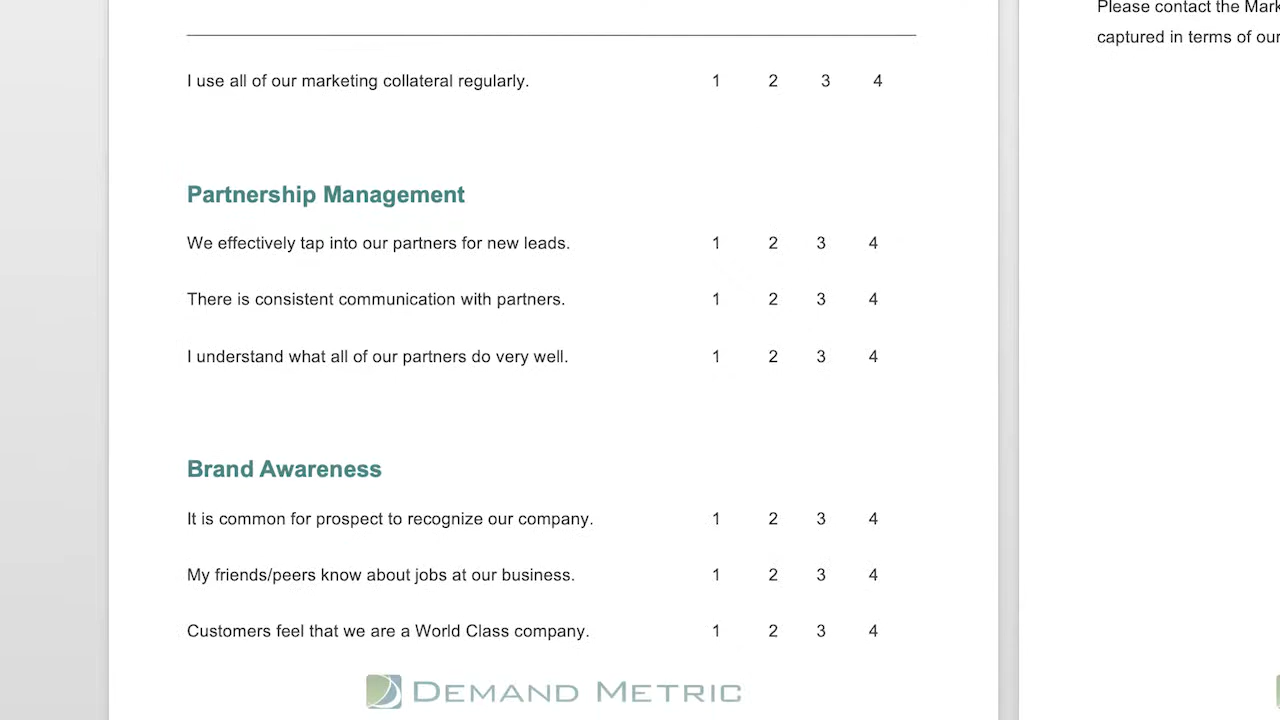 I use all of our marketing collateral regularly. 1 2 3 4
Partnership Management
We effectively tap into our partners for new leads. 1 2 3 4
There is consistent communication with partners. 1 2 3 4
I understand what all of our partners do very well. 1 2 3 4
Brand Awareness
It is common for prospect to recognize our company. 1 2 3 4
My friends/peers know about jobs at our business. 1 2 3 4
Customers feel that we are a World Class company. 1 2 3 4
DEMAND METRIC
Please contact the Mark
captured in terms of our